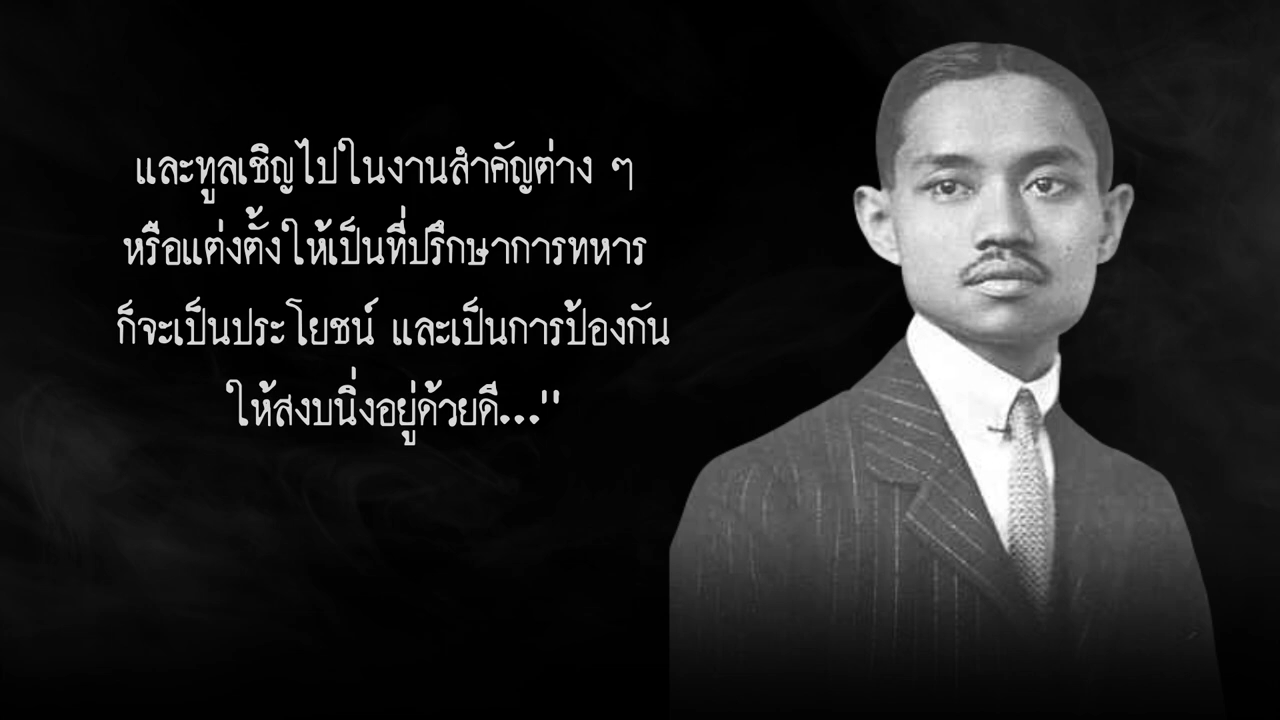 และทูลเชิญไปในงานสำคัญต่าง ๆ
หรือแต่งตั้งให้เป็นที่ปรึกษาการทหาร
ก็จะเป็นประโยชน์ และเป็นการป้องกัน
ให้สงบนิ่งอยู่ด้วยดี..."